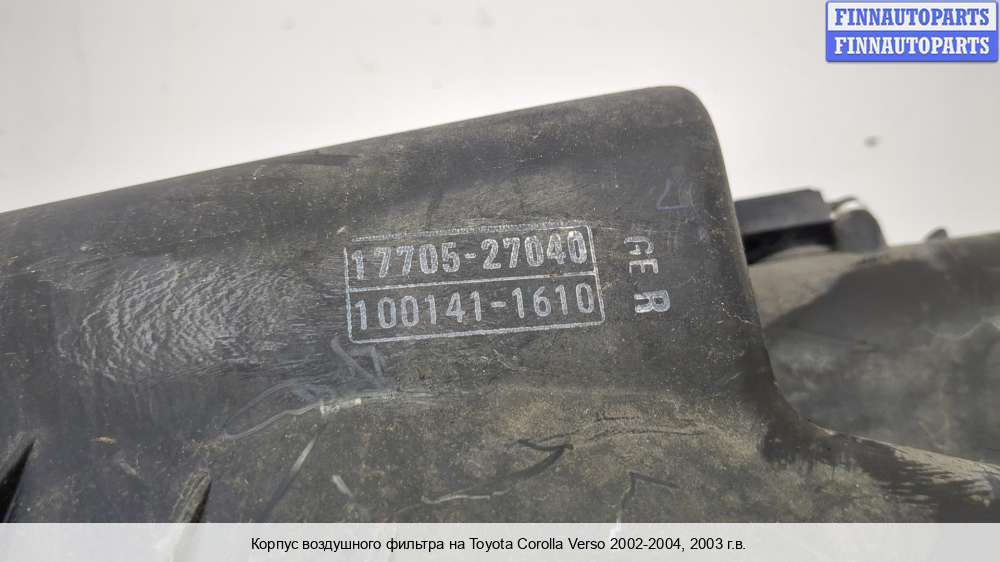 FINNAUTOPARTS
FINNAUTOPARTS
17705-27040
100141-1610
GE
R
Корпус воздушного фильтра на Toyota Corolla Verso 2002-2004, 2003 г.в.